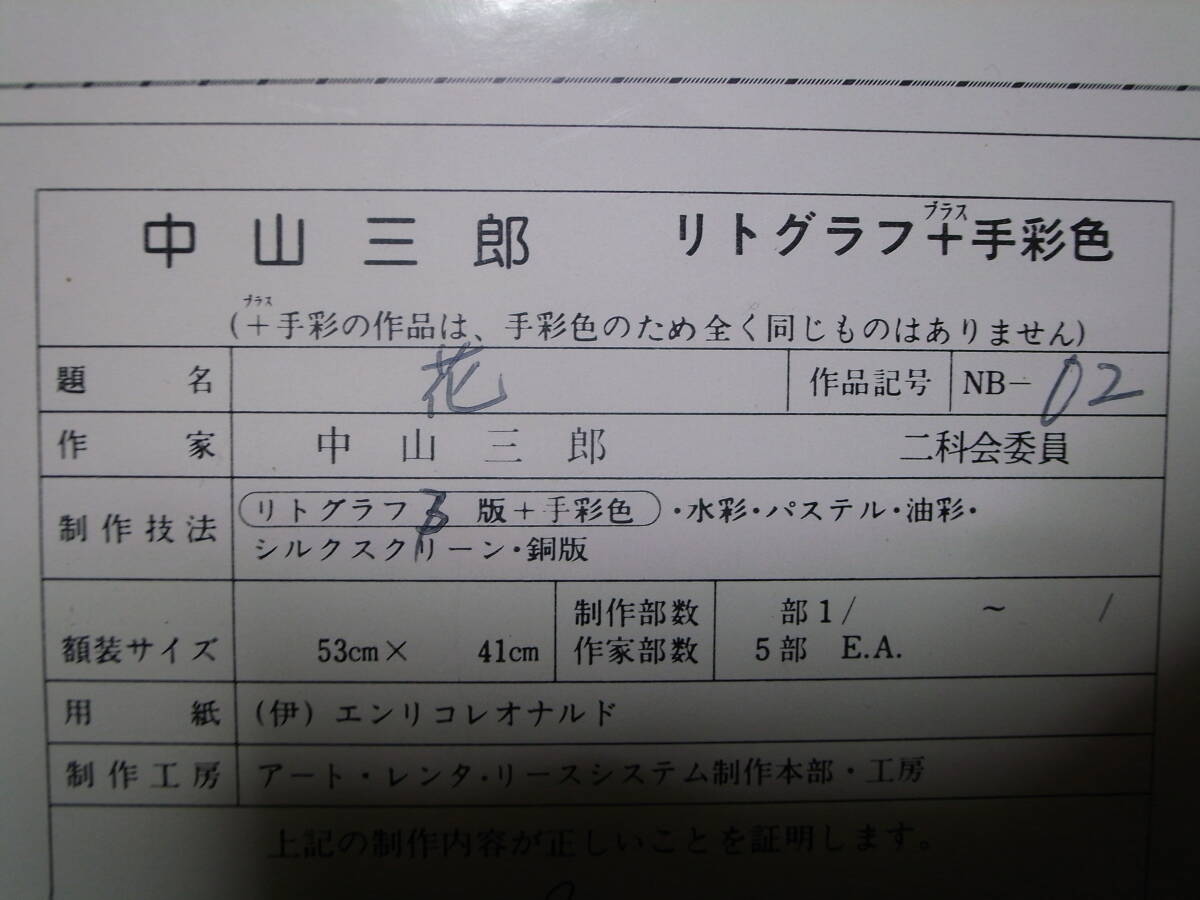 中山三郎 リトグラフ+手彩色
プラス
プラス
(+手彩の作品は、手彩色のため全く同じものはありません)
題名 花 作品記号 NB-02
作家 中山三郎 二科会委員
制作技法 リトグラフ 版+手彩色・水彩・パステル・油彩・
シルクスクリーン・銅版
額装サイズ 53cm× 41cm
制作部数 部1/ ~ /
作家部数 5部 E.A.
用紙 (伊)エンリコレオナルド
制作工房 アート・レンタ・リースシステム制作本部・工房
上記の制作内容が正しいことを証明します。